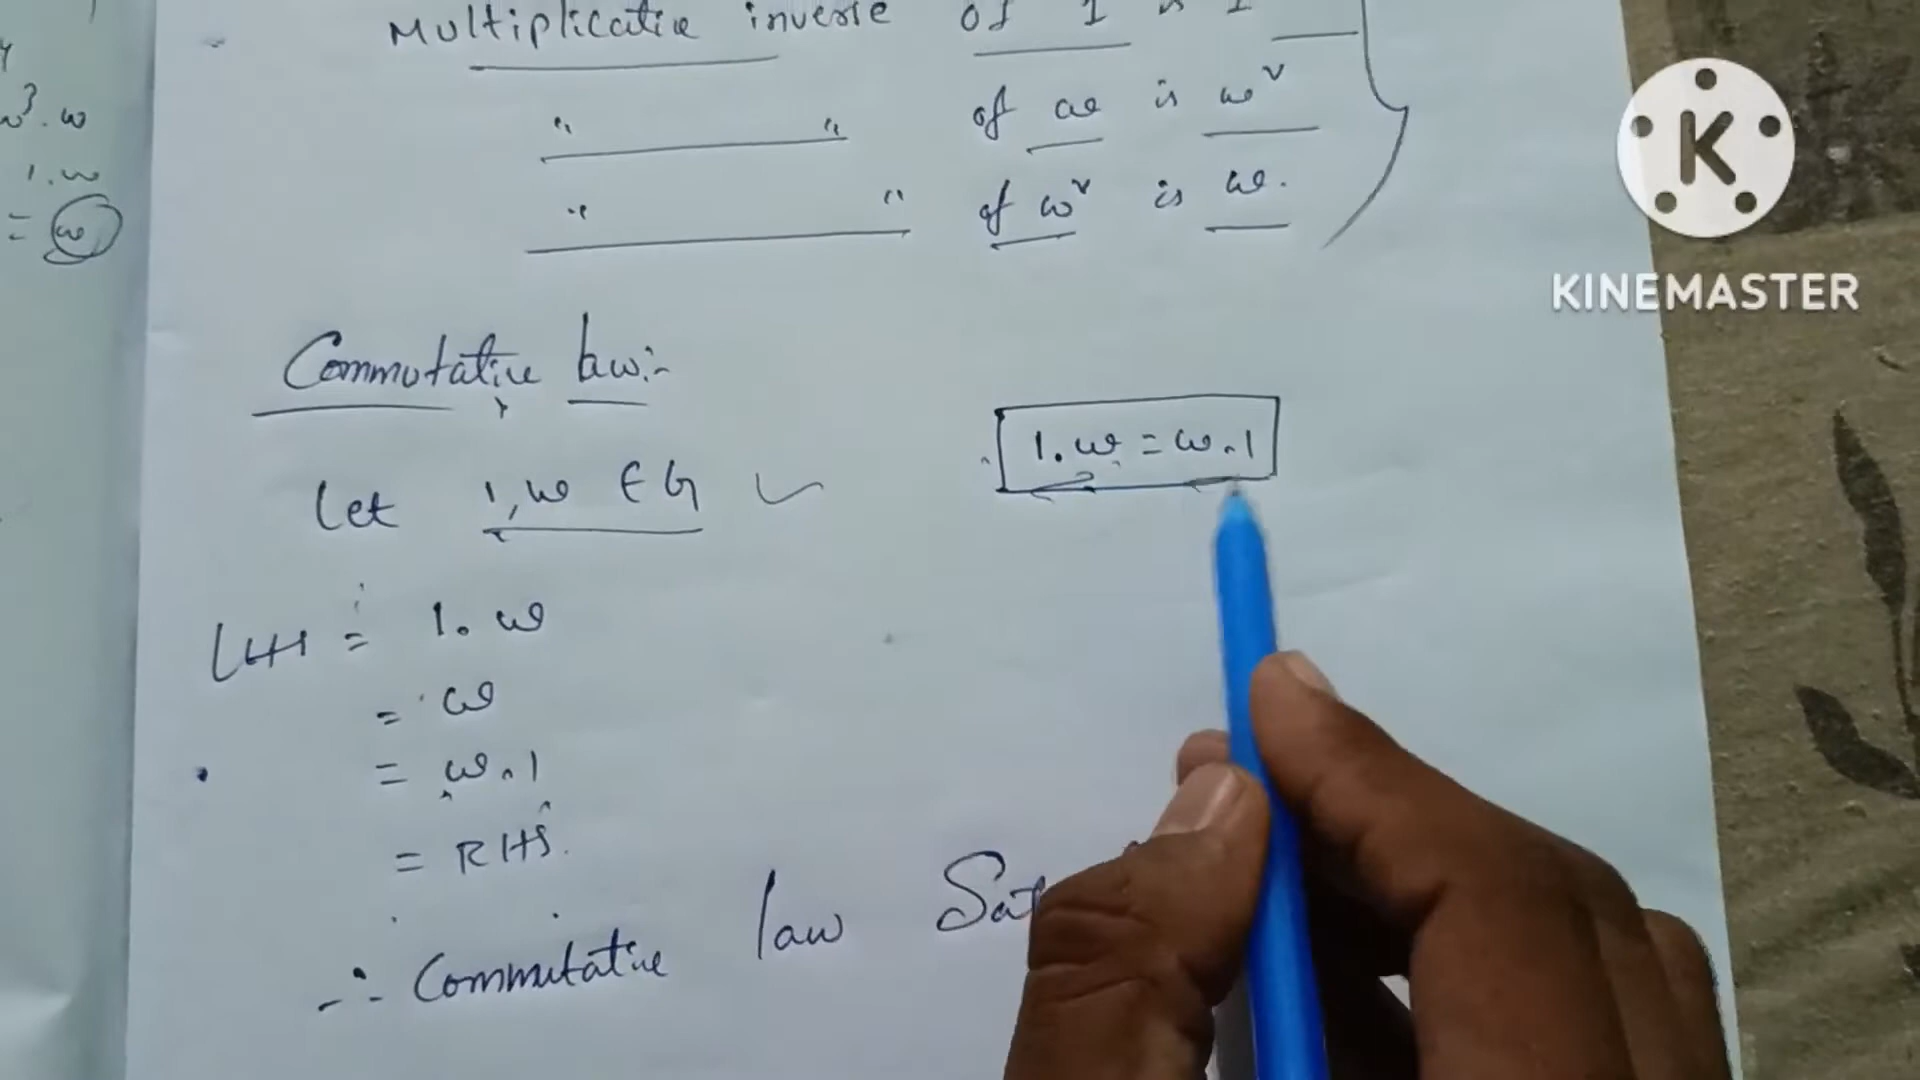 Multiplicative inverse of 1 is 1
" " of ω is ω²
" " of ω² is ω.
ω³.ω
1.ω
= ω
K
KINEMASTER
Commutative law:-
1.ω = ω.1
Let 1,ω ∈ G ✓
LHS = 1.ω
= ω
= ω.1
= RHS.
∴ Commutative law Sat